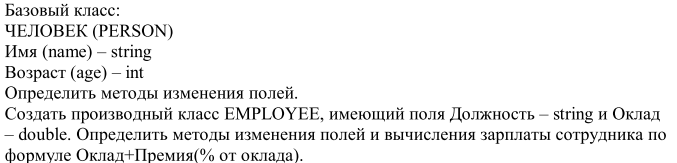 Базовый класс:
ЧЕЛОВЕК (PERSON)
Имя (name) – string
Возраст (age) – int
Определить методы изменения полей.
Создать производный класс EMPLOYEE, имеющий поля Должность – string и Оклад
– double. Определить методы изменения полей и вычисления зарплаты сотрудника по
формуле Оклад+Премия(% от оклада).